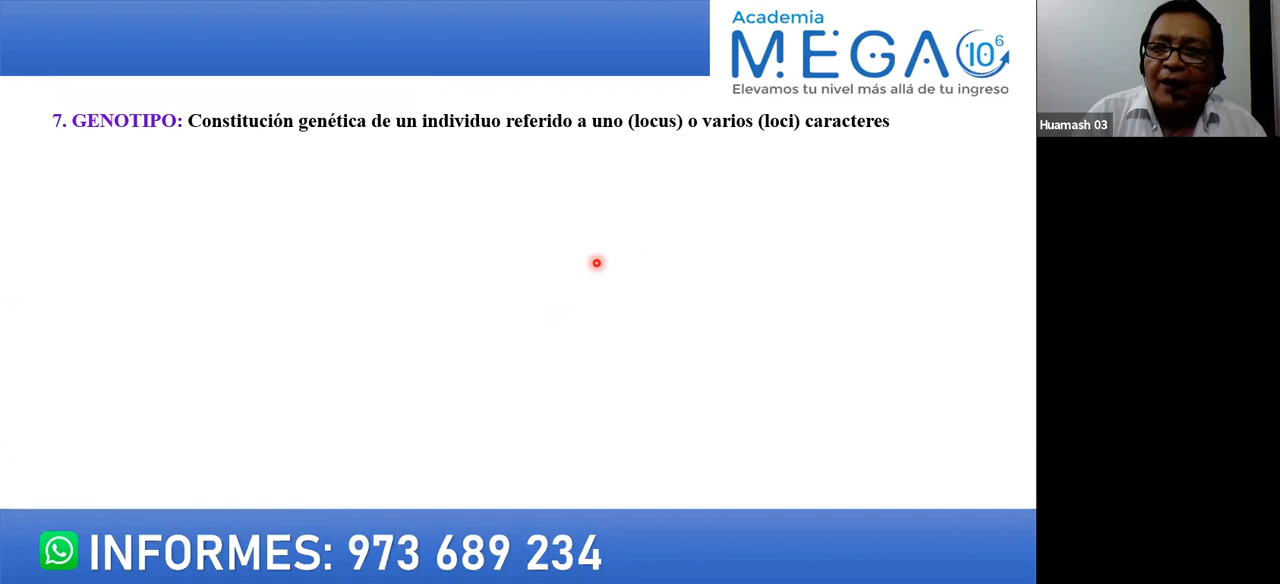 Academia
MEGA 10⁶
Elevamos tu nivel más allá de tu ingreso
Huamash 03
7. GENOTIPO: Constitución genética de un individuo referido a uno (locus) o varios (loci) caracteres
INFORMES: 973 689 234